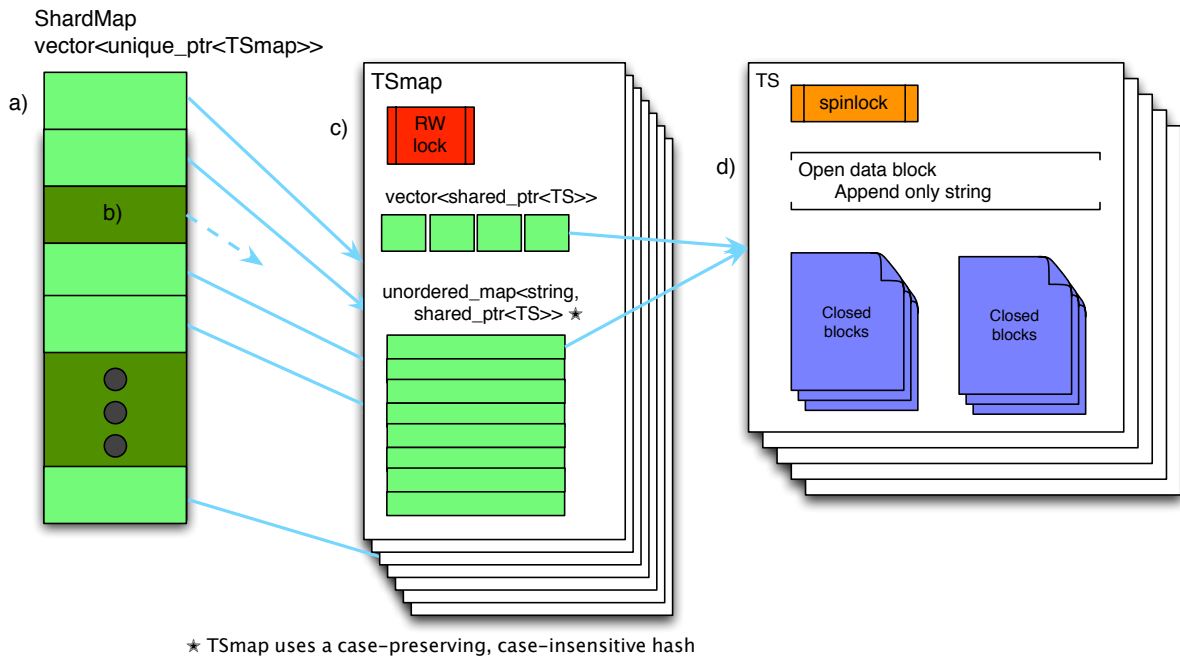 ShardMap
vector<unique_ptr<TSmap>>
a)
b)
c)
TSmap
RW
lock
vector<shared_ptr<TS>>
unordered_map<string,
shared_ptr<TS>> ✭
d)
TS
spinlock
Open data block
Append only string
Closed
blocks
Closed
blocks
✭ TSmap uses a case-preserving, case-insensitive hash